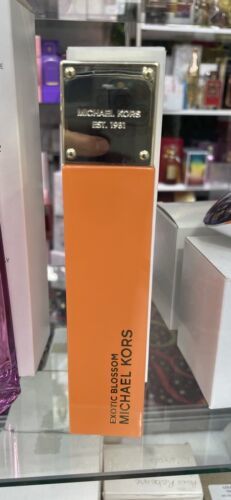 MICHAEL KORS
EST. 1981
EXOTIC BLOSSOM
MICHAEL KORS